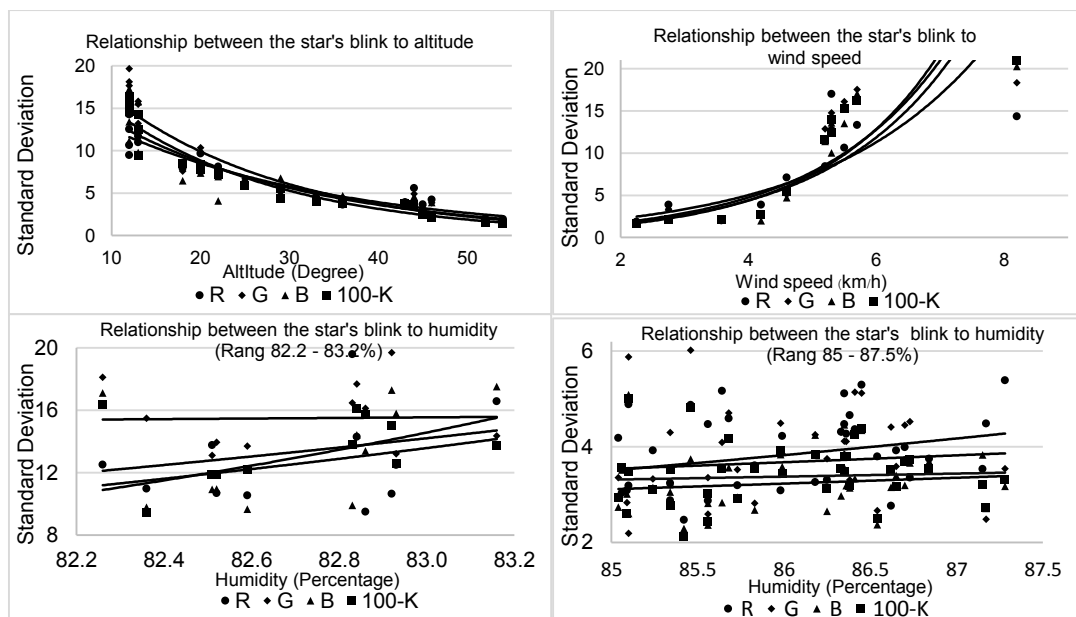 Relationship between the star's blink to altitude
Standard Deviation
20
15
10
5
0
10 20 30 40 50
AltItude (Degree)
R G B 100-K
Relationship between the star's blink to
wind speed
Standard Deviation
20
15
10
5
0
2 4 6 8
Wind speed (km/h)
R G B 100-K
Relationship between the star's blink to humidity
(Rang 82.2 - 83.2%)
Standard Deviation
20
16
12
8
82.2 82.4 82.6 82.8 83.0 83.2
Humidity (Percentage)
R G B 100-K
Relationship between the star's blink to humidity
(Rang 85 - 87.5%)
Standard Deviation
6
4
2
85 85.5 86 86.5 87 87.5
Humidity (Percentage)
R G B 100-K